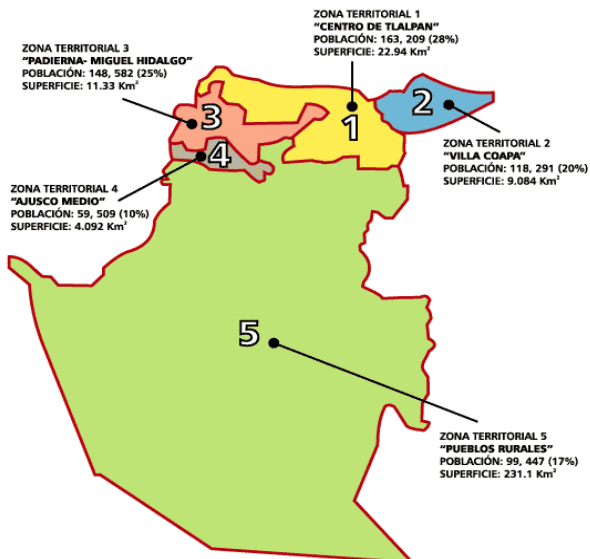 ZONA TERRITORIAL 1
“CENTRO DE TLALPAN”
POBLACIÓN: 163, 209 (28%)
SUPERFICIE: 22.94 Km²
ZONA TERRITORIAL 3
“PADIERNA- MIGUEL HIDALGO”
POBLACIÓN: 148, 582 (25%)
SUPERFICIE: 11.33 Km²
3
1
2
ZONA TERRITORIAL 2
“VILLA COAPA”
POBLACIÓN: 118, 291 (20%)
SUPERFICIE: 9.084 Km²
4
ZONA TERRITORIAL 4
“AJUSCO MEDIO”
POBLACIÓN: 59, 509 (10%)
SUPERFICIE: 4.092 Km²
5
ZONA TERRITORIAL 5
“PUEBLOS RURALES”
POBLACIÓN: 99, 447 (17%)
SUPERFICIE: 231.1 Km²